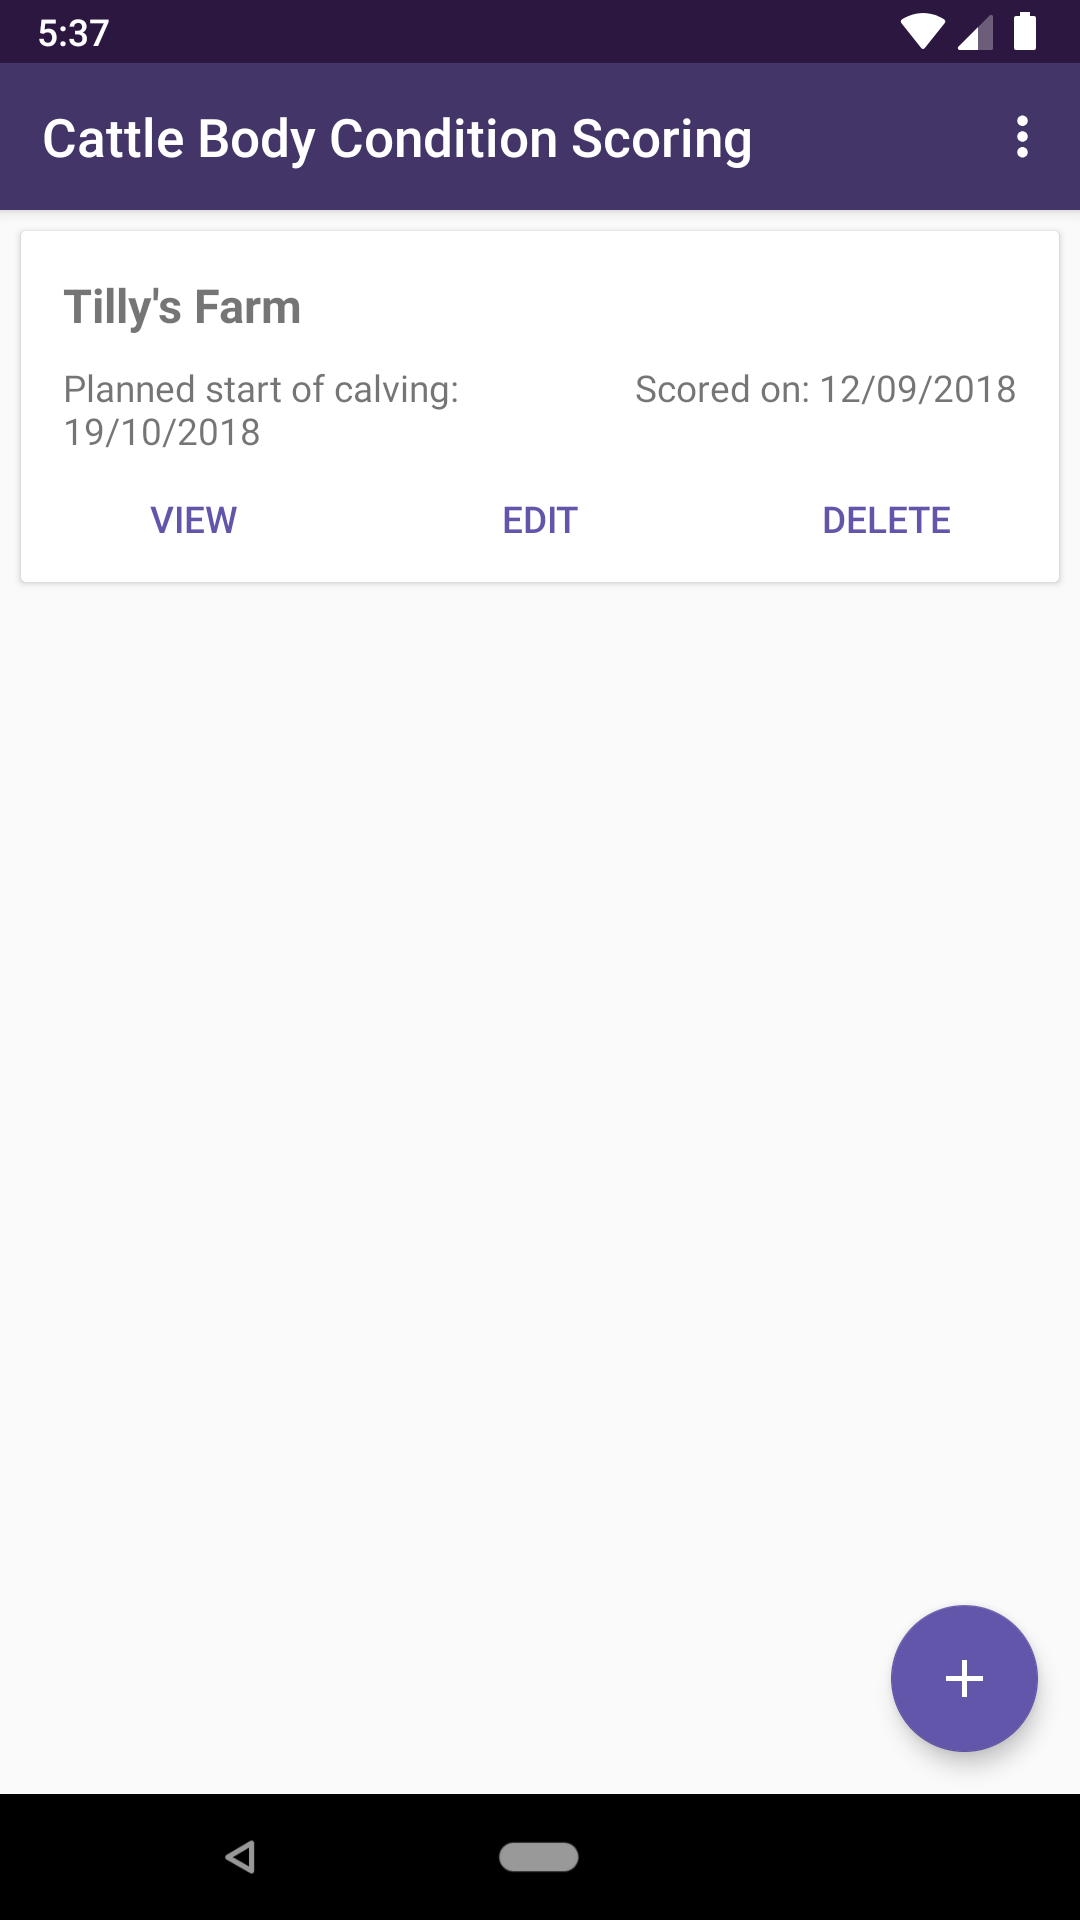 5:37
Cattle Body Condition Scoring
Tilly's Farm
Planned start of calving: Scored on: 12/09/2018
19/10/2018
VIEW EDIT DELETE